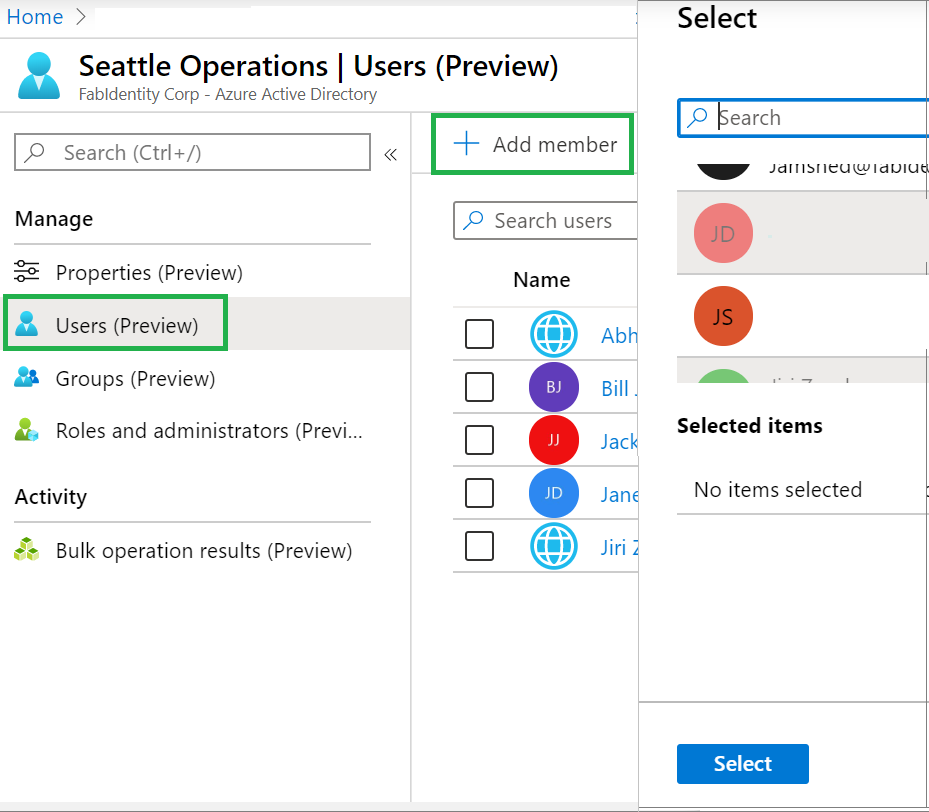 Home
Seattle Operations | Users (Preview)
FabIdentity Corp - Azure Active Directory
Search (Ctrl+/)
Manage
Properties (Preview)
Users (Preview)
Groups (Preview)
Roles and administrators (Previ...
Activity
Bulk operation results (Preview)
Add member
Search users
Name
Abh
BJ Bill
JJ Jack
JD Jane
Jiri Z
Select
Search
Jamshed@fabide
JD
JS
Selected items
No items selected
Select